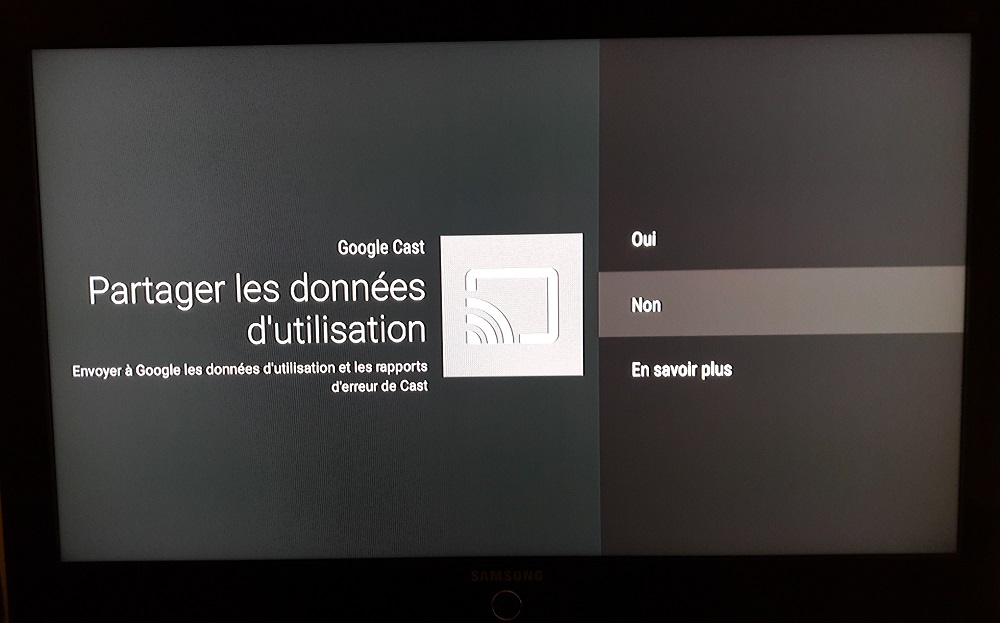 Google Cast
Partager les données
d'utilisation
Envoyer à Google les données d'utilisation et les rapports
d'erreur de Cast
Oui
Non
En savoir plus
SAMSUNG